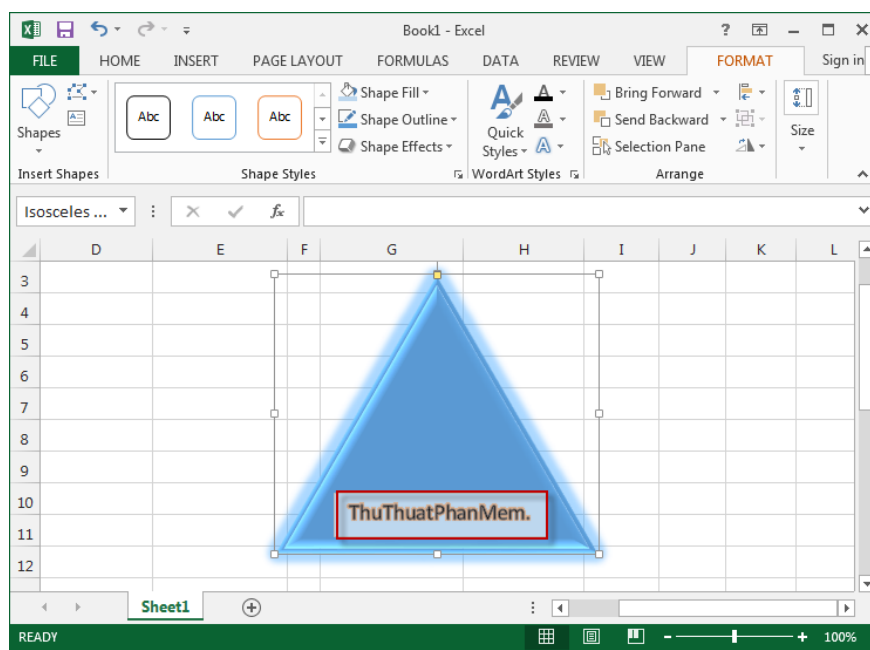 Book1 - Excel
?
FILE HOME INSERT PAGE LAYOUT FORMULAS DATA REVIEW VIEW FORMAT Sign in
Shapes
Insert Shapes
Abc Abc Abc
Shape Fill
Shape Outline
Shape Effects
Shape Styles
Quick
Styles
A A A
WordArt Styles
Bring Forward
Send Backward
Selection Pane
Arrange
Size
Isosceles ... fx
D E F G H I J K L
3
4
5
6
7
8
9
10
ThuThuatPhanMem.
11
12
Sheet1
READY 100%